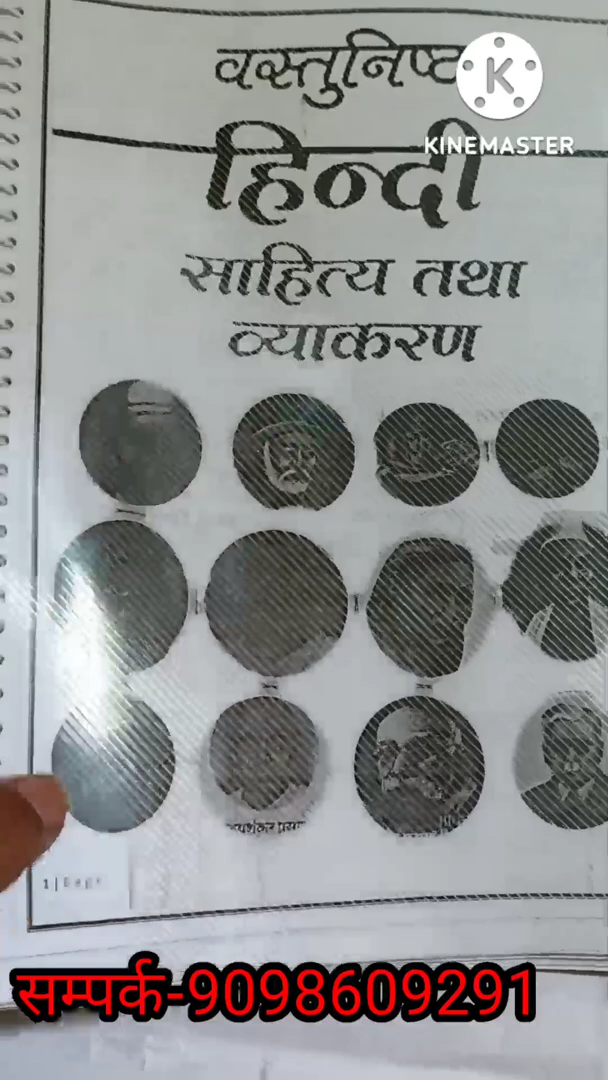 वस्तुनिष्ठ
KINEMASTER
हिन्दी
साहित्य तथा
व्याकरण
सम्पर्क-9098609291